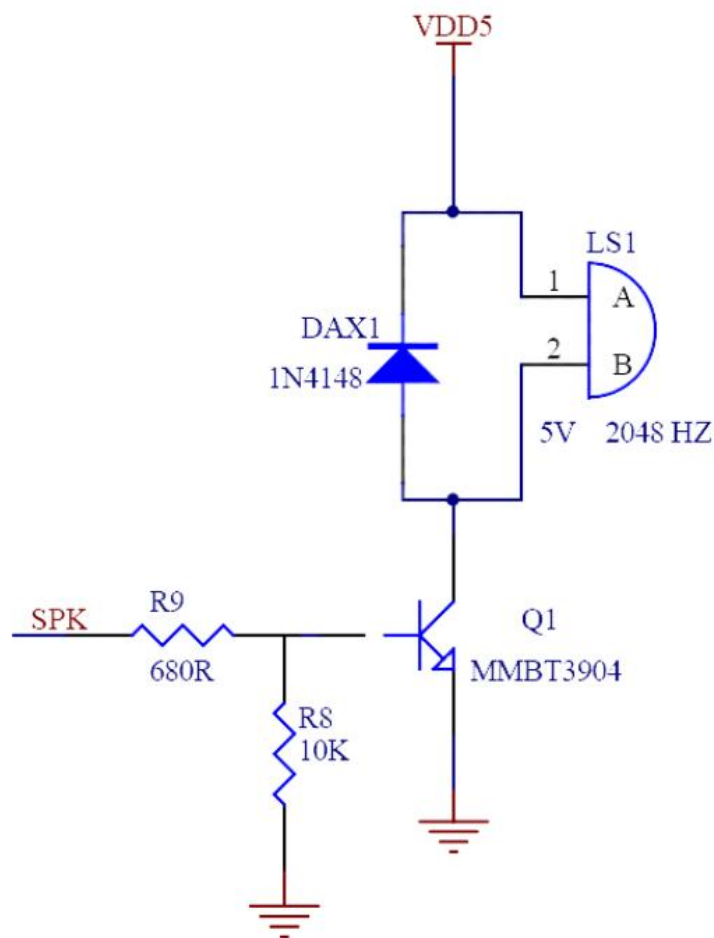 VDD5
LS1
1
A
DAX1
2
B
1N4148
5V 2048 HZ
SPK
R9
Q1
680R
MMBT3904
R8
10K